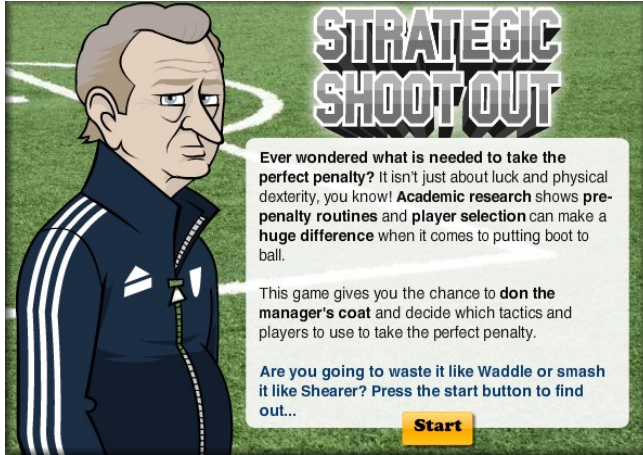 STRATEGIC
SHOOT OUT
Ever wondered what is needed to take the
perfect penalty? It isn't just about luck and physical
dexterity, you know! Academic research shows pre-
penalty routines and player selection can make a
huge difference when it comes to putting boot to
ball.
This game gives you the chance to don the
manager's coat and decide which tactics and
players to use to take the perfect penalty.
Are you going to waste it like Waddle or smash
it like Shearer? Press the start button to find
out...
Start